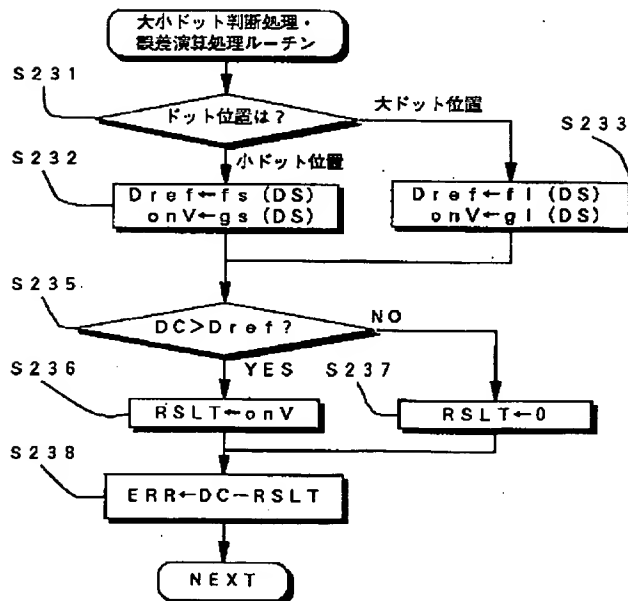 大小ドット判断処理・
誤差演算処理ルーチン
S231
ドット位置は？
大ドット位置
S233
S232
小ドット位置
Dref←fs(DS)
onV←gs(DS)
Dref←fl(DS)
onV←gl(DS)
S235
DC>Dref?
NO
YES
S236
S237
RSLT←onV
RSLT←0
S238
ERR←DC−RSLT
NEXT